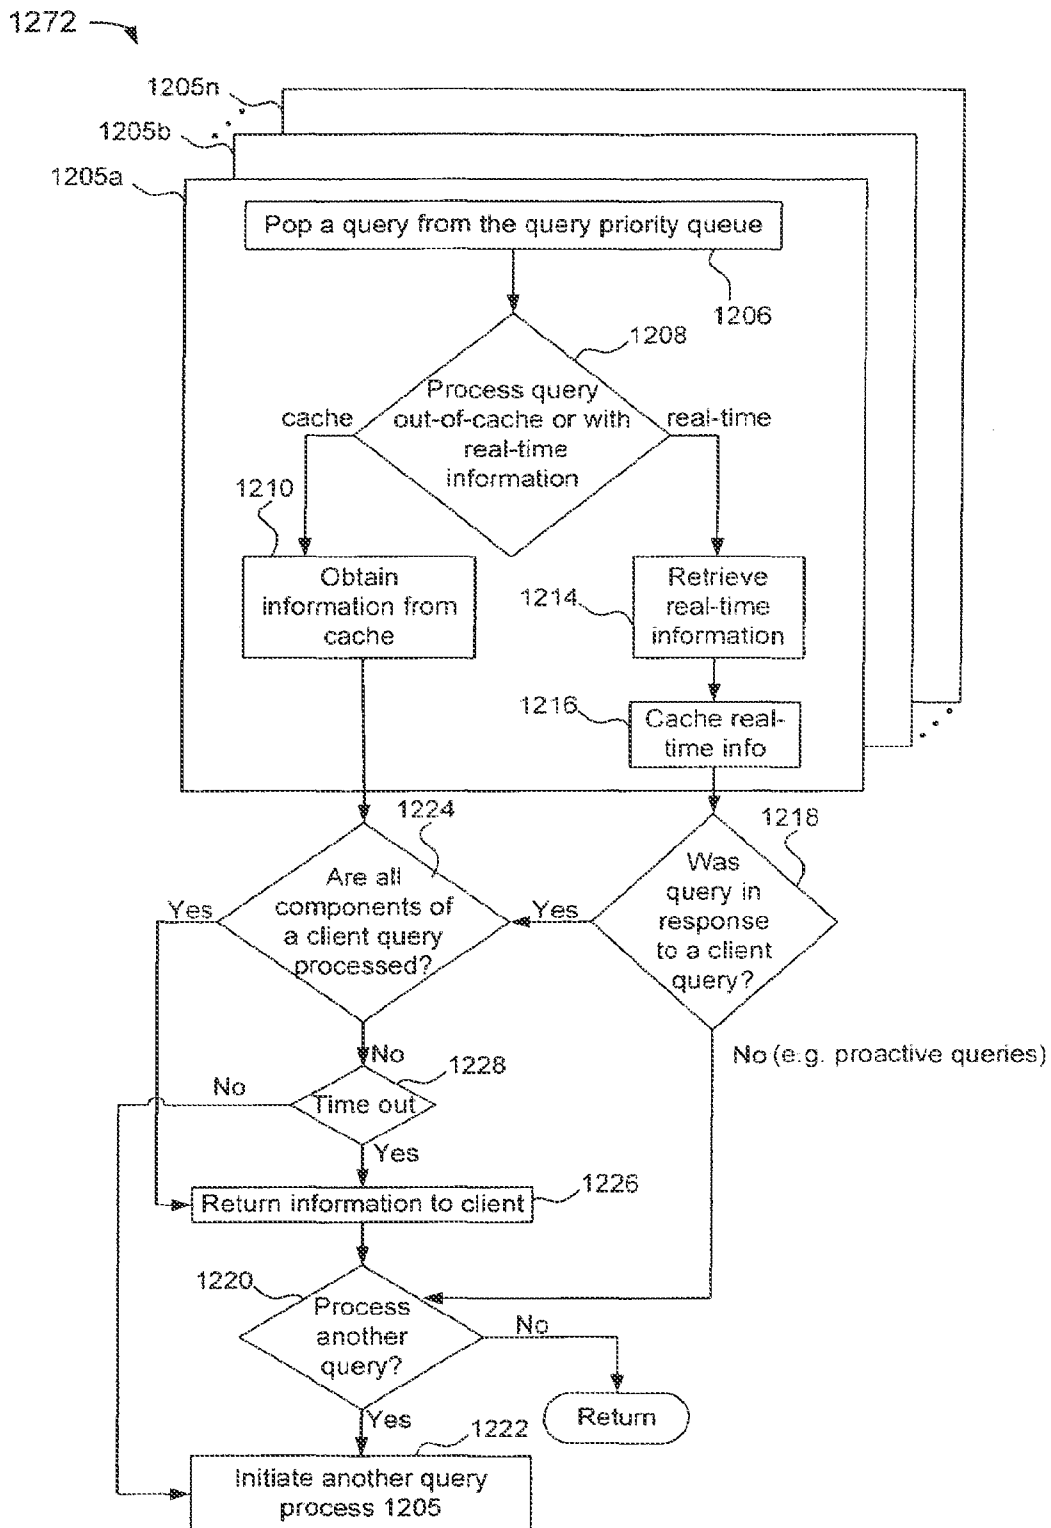 1272
1205n
1205b
1205a
Pop a query from the query priority queue
1206
1208
Process query
out-of-cache or with
real-time
information
cache
real-time
1210
Obtain
information from
cache
1214
Retrieve
real-time
information
1216
Cache real-
time info
1224
Are all
components of
a client query
processed?
Yes
Yes
1218
Was
query in
response
to a client
query?
No (e.g. proactive queries)
No
1228
No
Time out
Yes
1226
Return information to client
1220
Process
another
query?
No
Yes
Return
1222
Initiate another query
process 1205